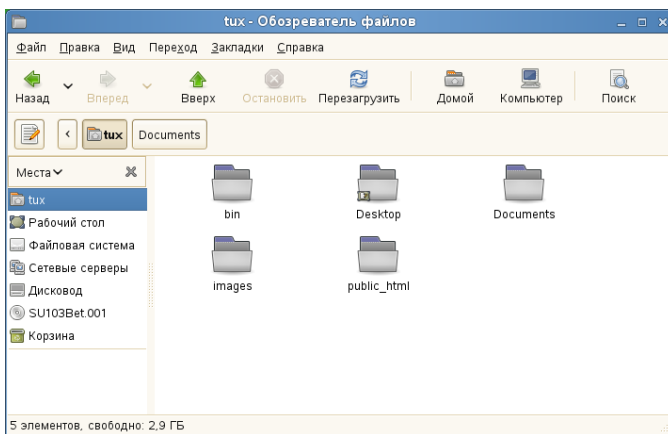 tux - Обозреватель файлов
Файл Правка Вид Переход Закладки Справка
Назад Вперед Вверх Остановить Перезагрузить Домой Компьютер Поиск
tux Documents
Места
tux
Рабочий стол
Файловая система
Сетевые серверы
Дисковод
SU103Bet.001
Корзина
bin Desktop Documents
images public_html
5 элементов, свободно: 2,9 ГБ